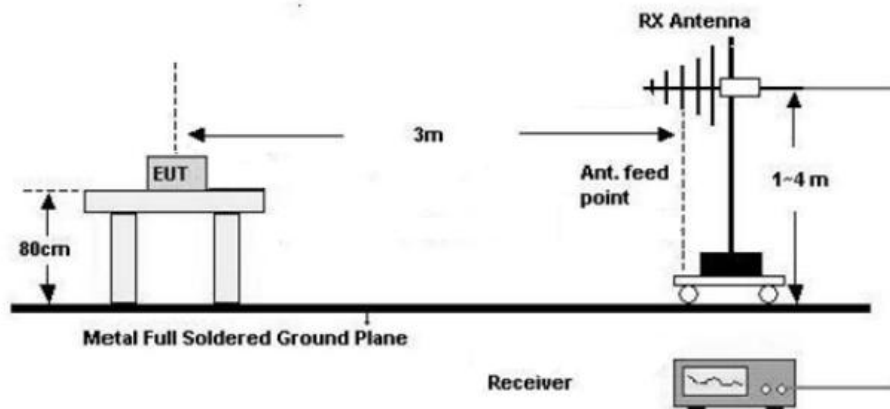 RX Antenna
3m
EUT
Ant. feed
point
1~4 m
80cm
Metal Full Soldered Ground Plane
Receiver